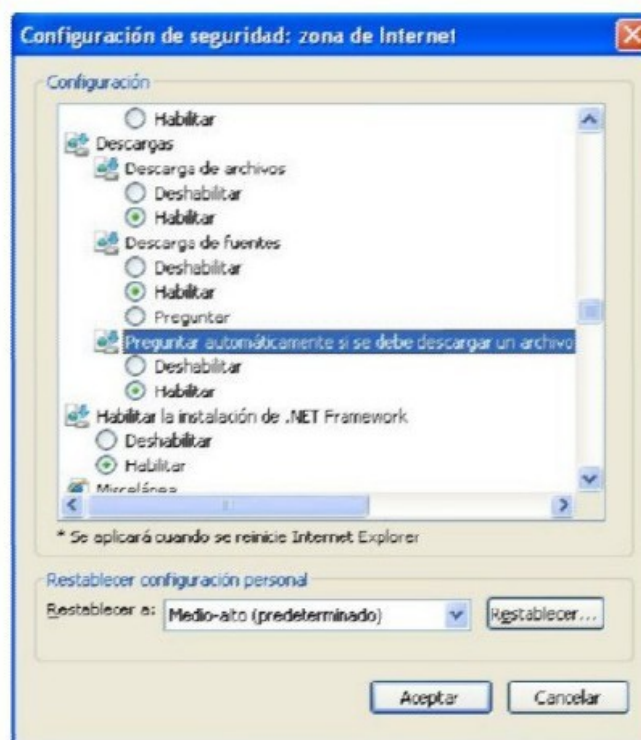 Configuración de seguridad: zona de Internet
Configuración
Habilitar
Descargas
Descarga de archivos
Deshabilitar
Habilitar
Descarga de fuentes
Deshabilitar
Habilitar
Preguntar
Preguntar automáticamente si se debe descargar un archivo
Deshabilitar
Habilitar
Habilitar la instalación de .NET Framework
Deshabilitar
Habilitar
Miscelánea
* Se aplicará cuando se reinicie Internet Explorer
Restablecer configuración personal
Restablecer a: Medio-alto (predeterminado) Restablecer...
Aceptar Cancelar